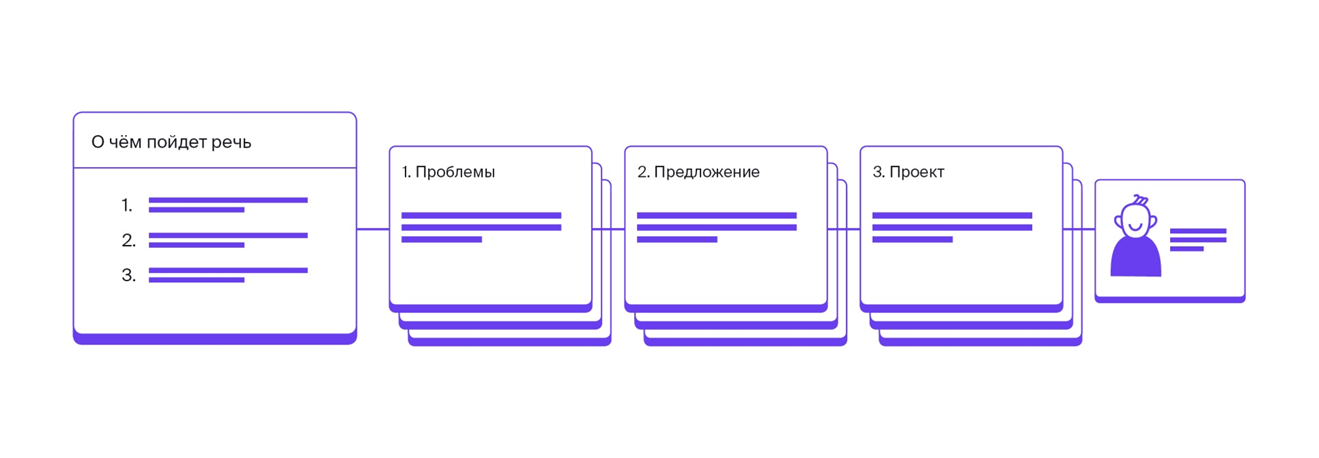 О чём пойдет речь
1.
2.
3.
1. Проблемы
2. Предложение
3. Проект